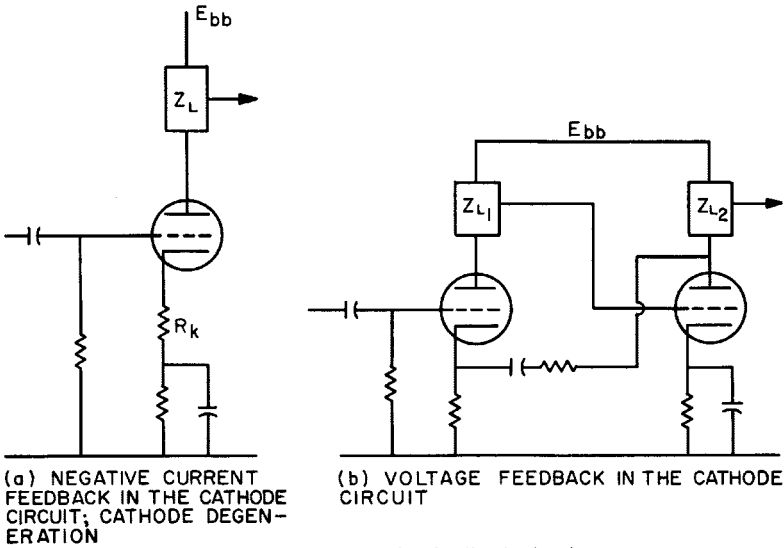 Ebb
ZL
Rk
(a) NEGATIVE CURRENT
FEEDBACK IN THE CATHODE
CIRCUIT; CATHODE DEGEN-
ERATION
Ebb
ZL1
ZL2
(b) VOLTAGE FEEDBACK IN THE CATHODE
CIRCUIT